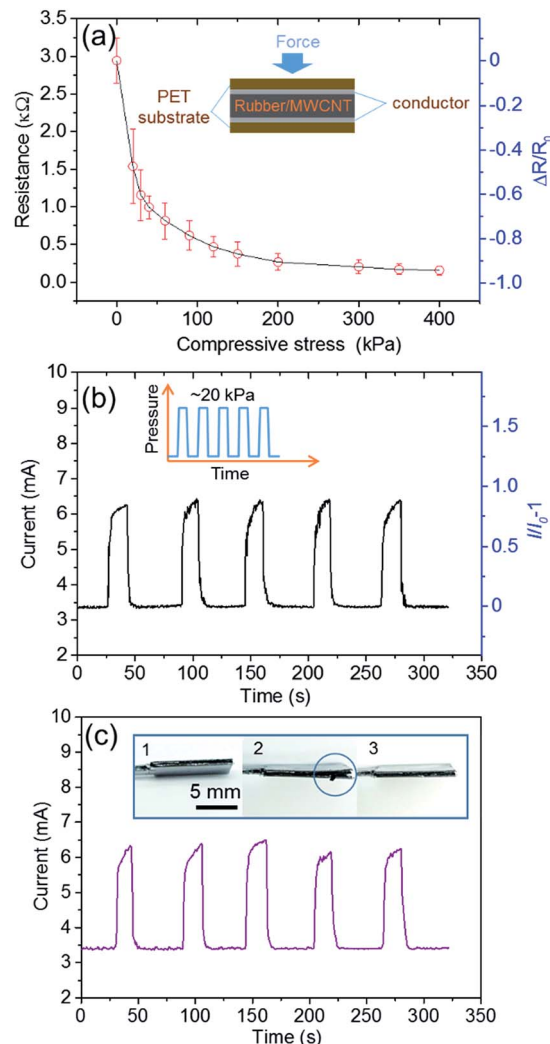 (a)
Force
PET
substrate
Rubber/MWCNT
conductor
Resistance (κΩ)
3.5
3.0
2.5
2.0
1.5
1.0
0.5
0.0
0
-0.2
-0.4
-0.6
-0.8
-1.0
ΔR/R₀
0 100 200 300 400
Compressive stress (kPa)
(b)
~20 kPa
Pressure
Time
Current (mA)
10
9
8
7
6
5
4
3
2
1.5
1.0
0.5
0
I/I₀-1
0 50 100 150 200 250 300 350
Time (s)
(c)
1 2 3
5 mm
Current (mA)
10
9
8
7
6
5
4
3
2
0 50 100 150 200 250 300 350
Time (s)